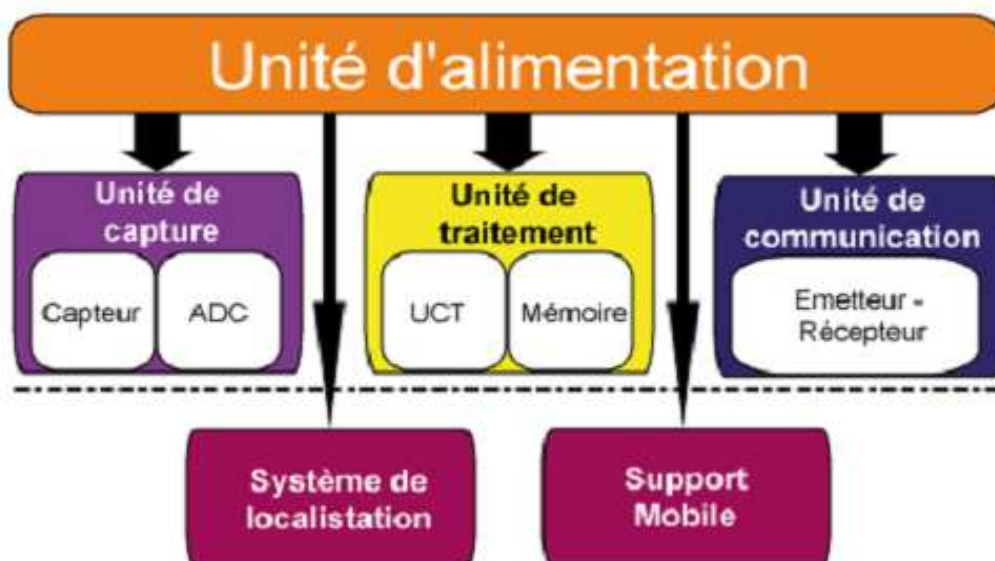 Unité d'alimentation
Unité de
capture
Capteur
ADC
Unité de
traitement
UCT
Mémoire
Unité de
communication
Emetteur -
Récepteur
Système de
localistation
Support
Mobile